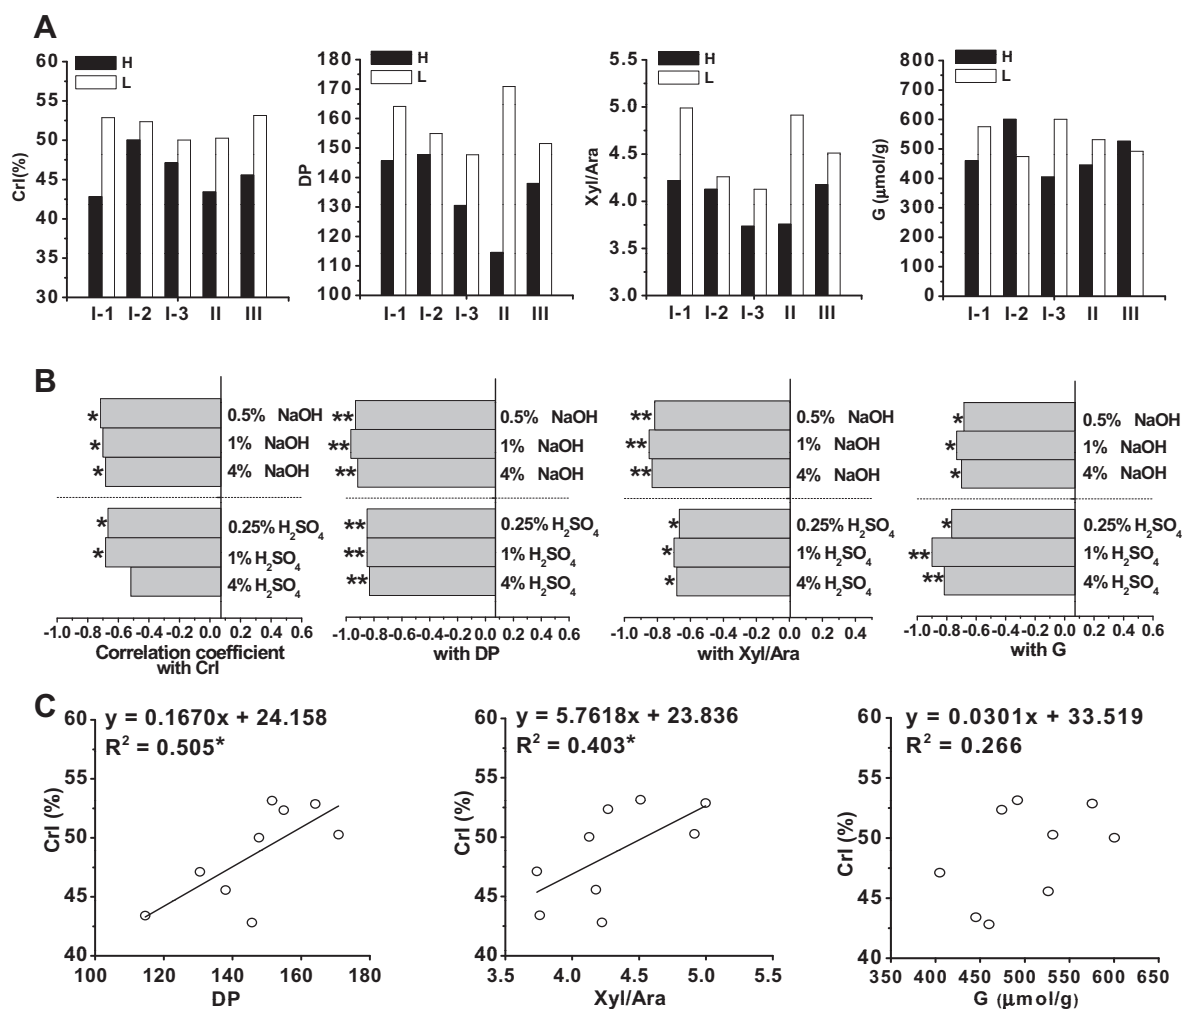 A
H
L
CrI(%)
60
55
50
45
40
35
30
I-1 I-2 I-3 II III
H
L
DP
180
170
160
150
140
130
120
110
100
I-1 I-2 I-3 II III
H
L
Xyl/Ara
5.5
5.0
4.5
4.0
3.5
3.0
I-1 I-2 I-3 II III
H
L
G (μmol/g)
800
700
600
500
400
300
200
100
0
I-1 I-2 I-3 II III
B
* 0.5% NaOH
* 1% NaOH
* 4% NaOH
* 0.25% H2SO4
* 1% H2SO4
4% H2SO4
-1.0 -0.8 -0.6 -0.4 -0.2 0.0 0.2 0.4 0.6
Correlation coefficient
with CrI
** 0.5% NaOH
** 1% NaOH
** 4% NaOH
** 0.25% H2SO4
** 1% H2SO4
** 4% H2SO4
-1.0 -0.8 -0.6 -0.4 -0.2 0.0 0.2 0.4 0.6
with DP
** 0.5% NaOH
** 1% NaOH
** 4% NaOH
* 0.25% H2SO4
* 1% H2SO4
* 4% H2SO4
-1.0 -0.8 -0.6 -0.4 -0.2 0.0 0.2 0.4
with Xyl/Ara
* 0.5% NaOH
* 1% NaOH
* 4% NaOH
* 0.25% H2SO4
** 1% H2SO4
** 4% H2SO4
-1.0 -0.8 -0.6 -0.4 -0.2 0.0 0.2 0.4 0.6
with G
C
y = 0.1670x + 24.158
R2 = 0.505*
CrI (%)
60
55
50
45
40
100 120 140 160 180
DP
y = 5.7618x + 23.836
R2 = 0.403*
CrI (%)
60
55
50
45
40
3.5 4.0 4.5 5.0 5.5
Xyl/Ara
y = 0.0301x + 33.519
R2 = 0.266
CrI (%)
60
55
50
45
40
350 400 450 500 550 600 650
G (μmol/g)